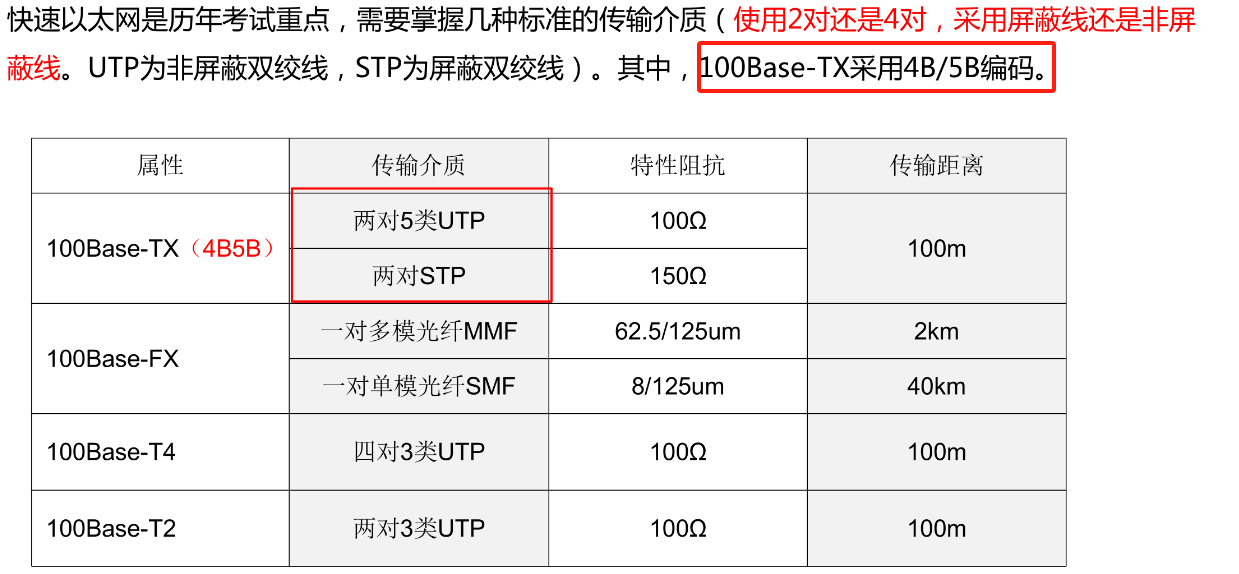 快速以太网是历年考试重点，需要掌握几种标准的传输介质（使用2对还是4对，采用屏蔽线还是非屏
蔽线。UTP为非屏蔽双绞线，STP为屏蔽双绞线）。其中，100Base-TX采用4B/5B编码。
属性 传输介质 特性阻抗 传输距离
100Base-TX（4B5B） 两对5类UTP 100Ω 100m
两对STP 150Ω
100Base-FX 一对多模光纤MMF 62.5/125um 2km
一对单模光纤SMF 8/125um 40km
100Base-T4 四对3类UTP 100Ω 100m
100Base-T2 两对3类UTP 100Ω 100m